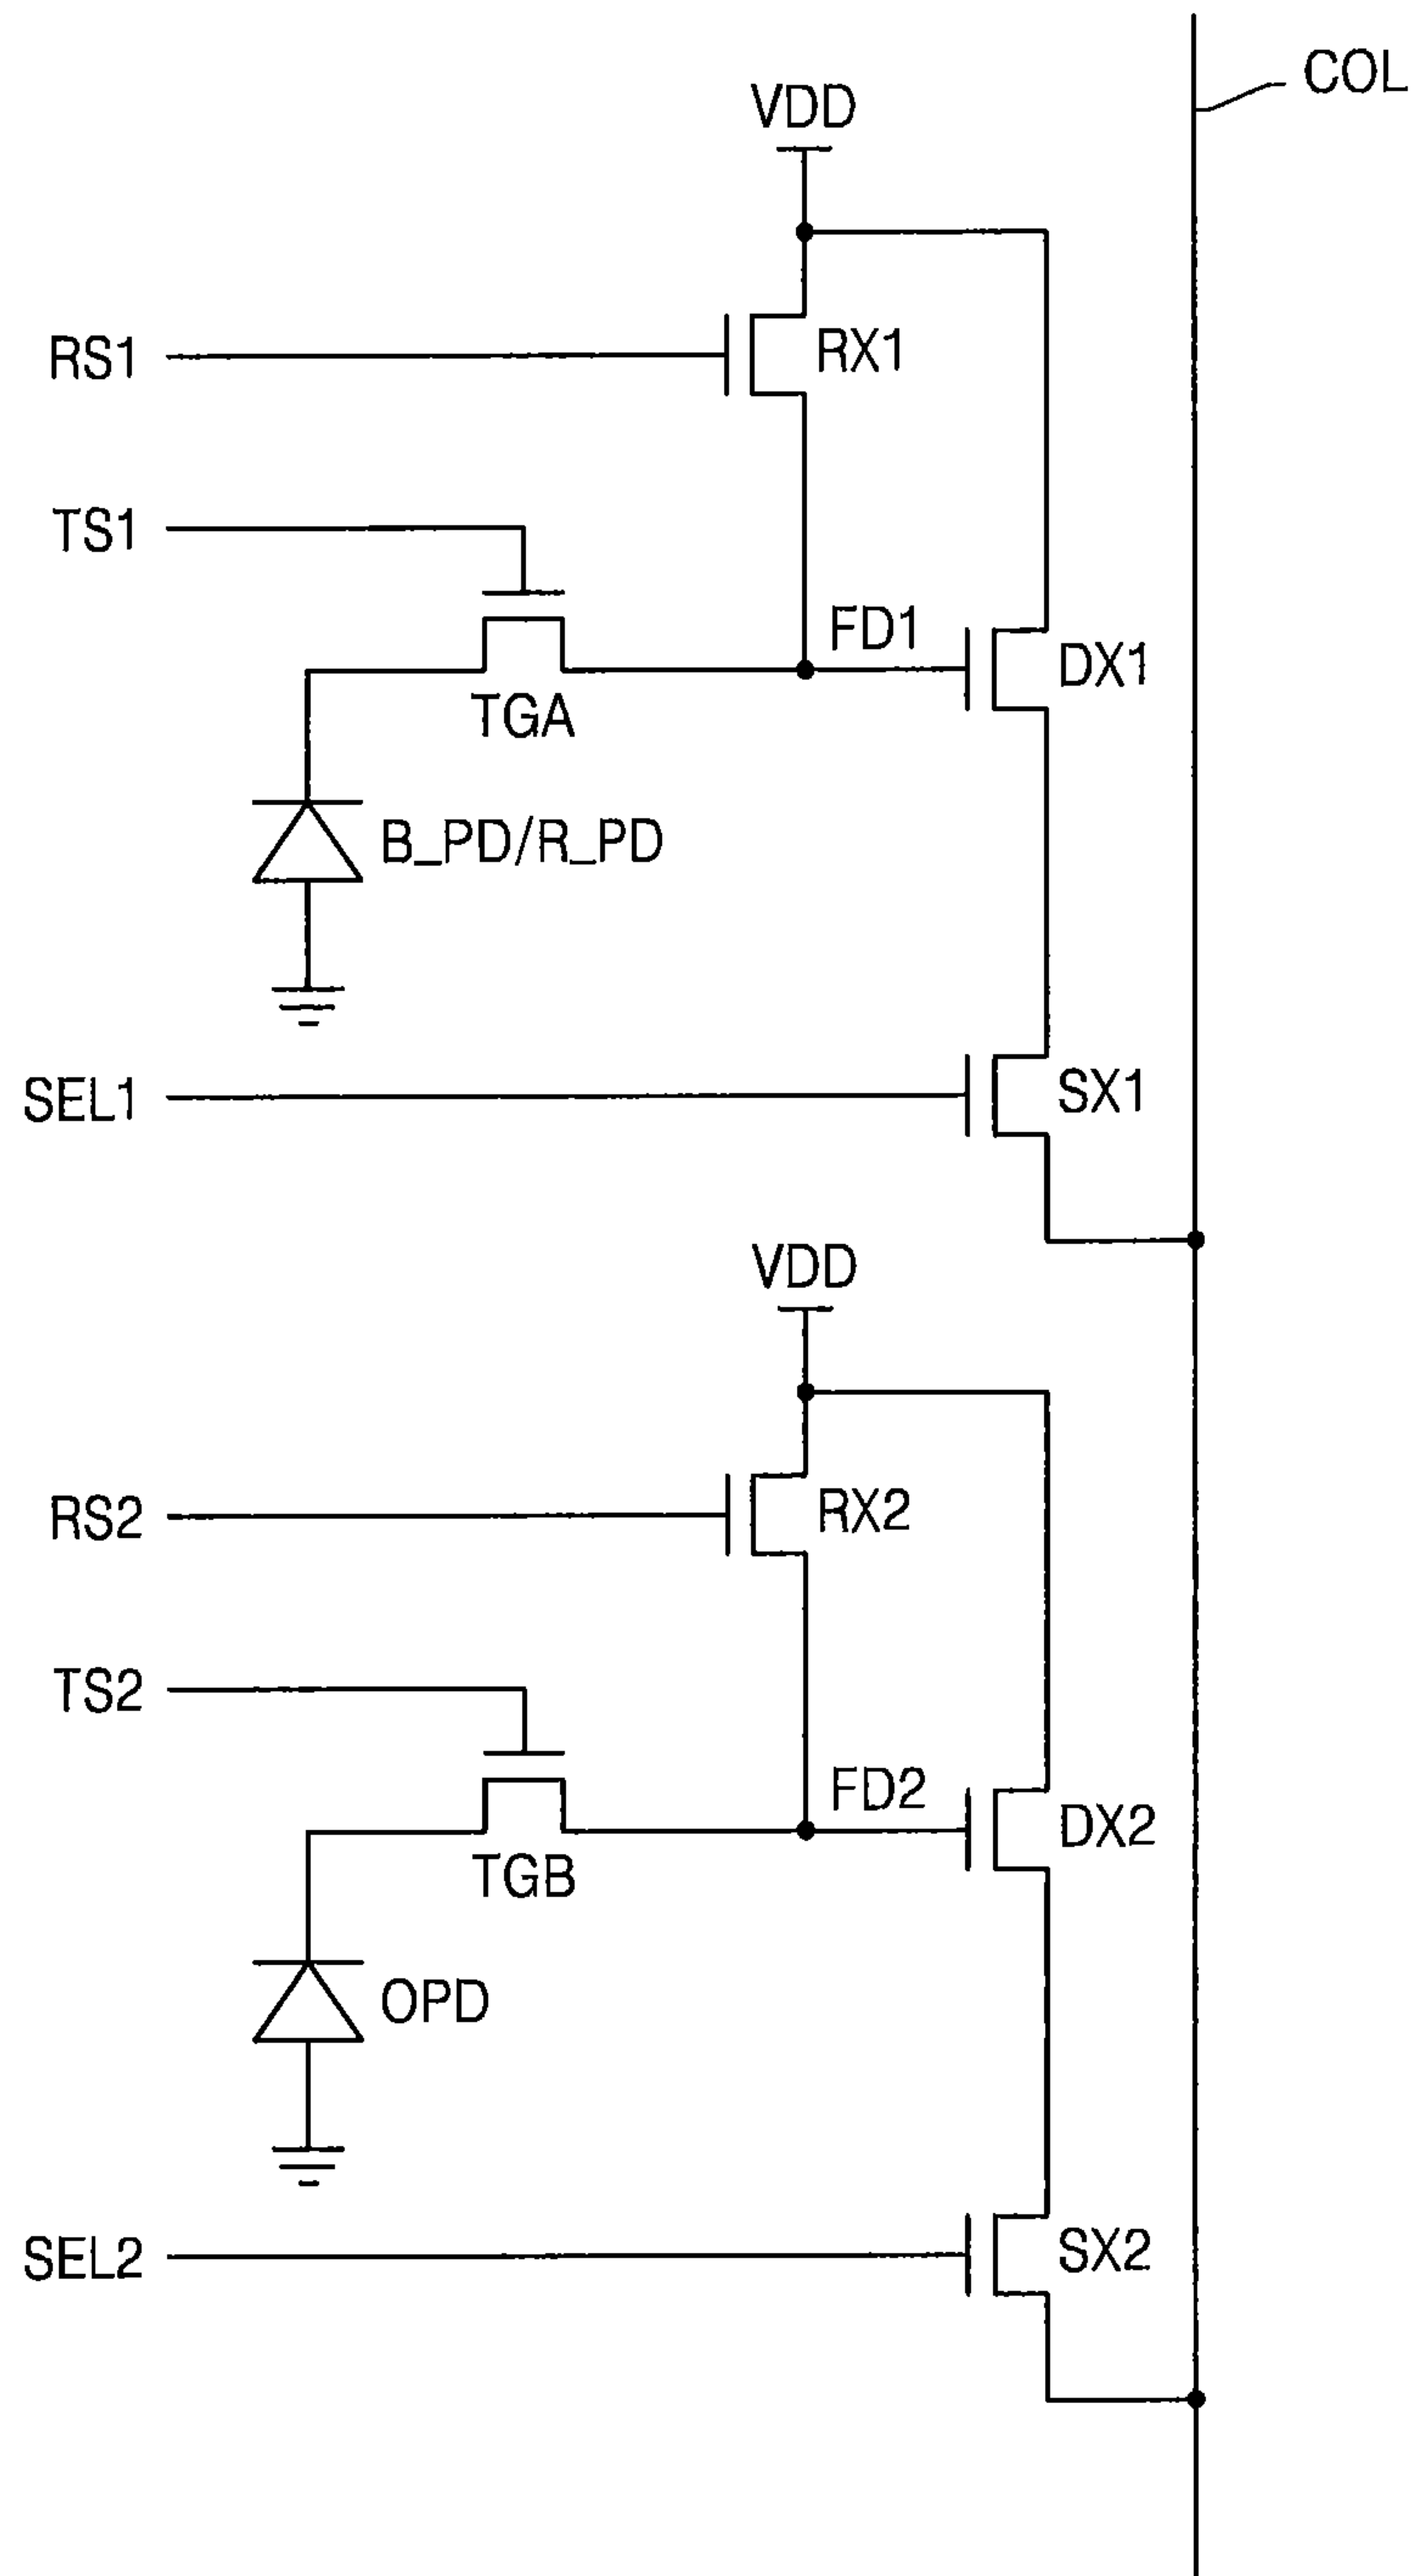 COL
VDD
RS1
RX1
TS1
FD1
DX1
TGA
B_PD/R_PD
SEL1
SX1
VDD
RS2
RX2
TS2
FD2
DX2
TGB
OPD
SEL2
SX2